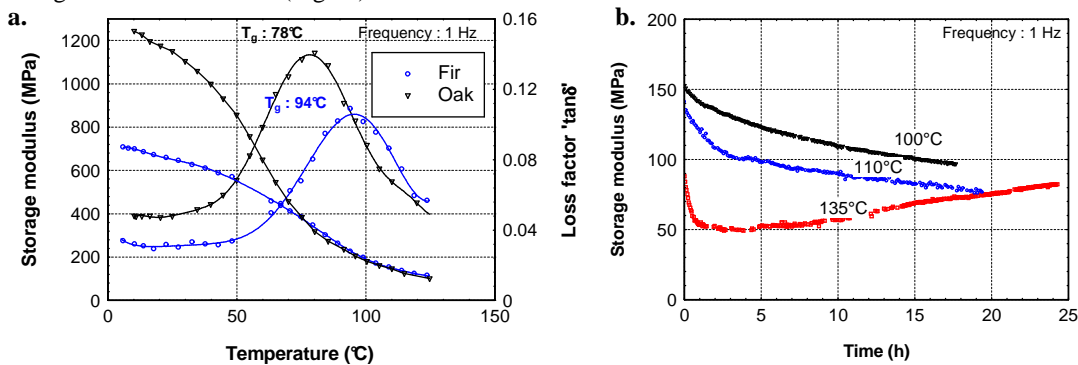 a.
T_g : 78°C
Frequency : 1 Hz
T_g : 94°C
Fir
Oak
Storage modulus (MPa)
1200
1000
800
600
400
200
0
0.16
0.12
0.08
0.04
0
Loss factor 'tanδ'
0
50
100
150
Temperature (°C)
b.
Frequency : 1 Hz
Storage modulus (MPa)
200
150
100
50
0
100°C
110°C
135°C
0
5
10
15
20
25
Time (h)